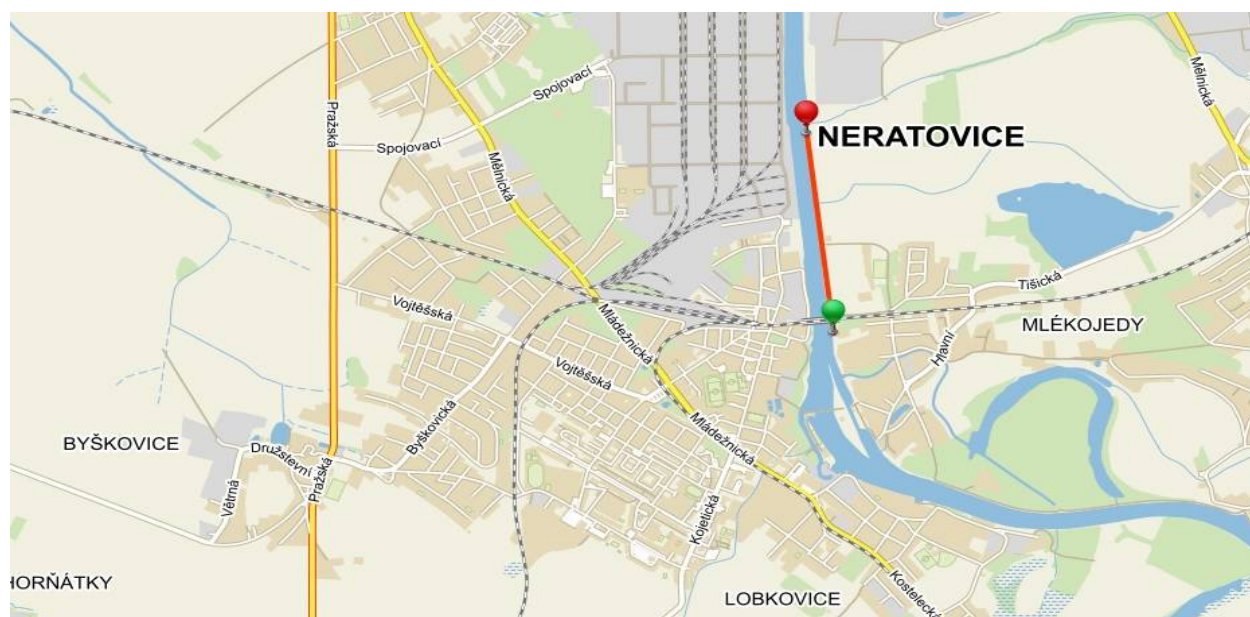 Spojovací
Mělnická
Pražská
Spojovací
NERATOVICE
Mělnická
Tišická
Vojtěšská
Mládežnická
MLÉKOJEDY
Hlavní
Vojtěšská
Byškovická
Mládežnická
BYŠKOVICE
Družstevní
Pražská
Větrná
Kojetická
HORŇÁTKY
Kostelecká
LOBKOVICE